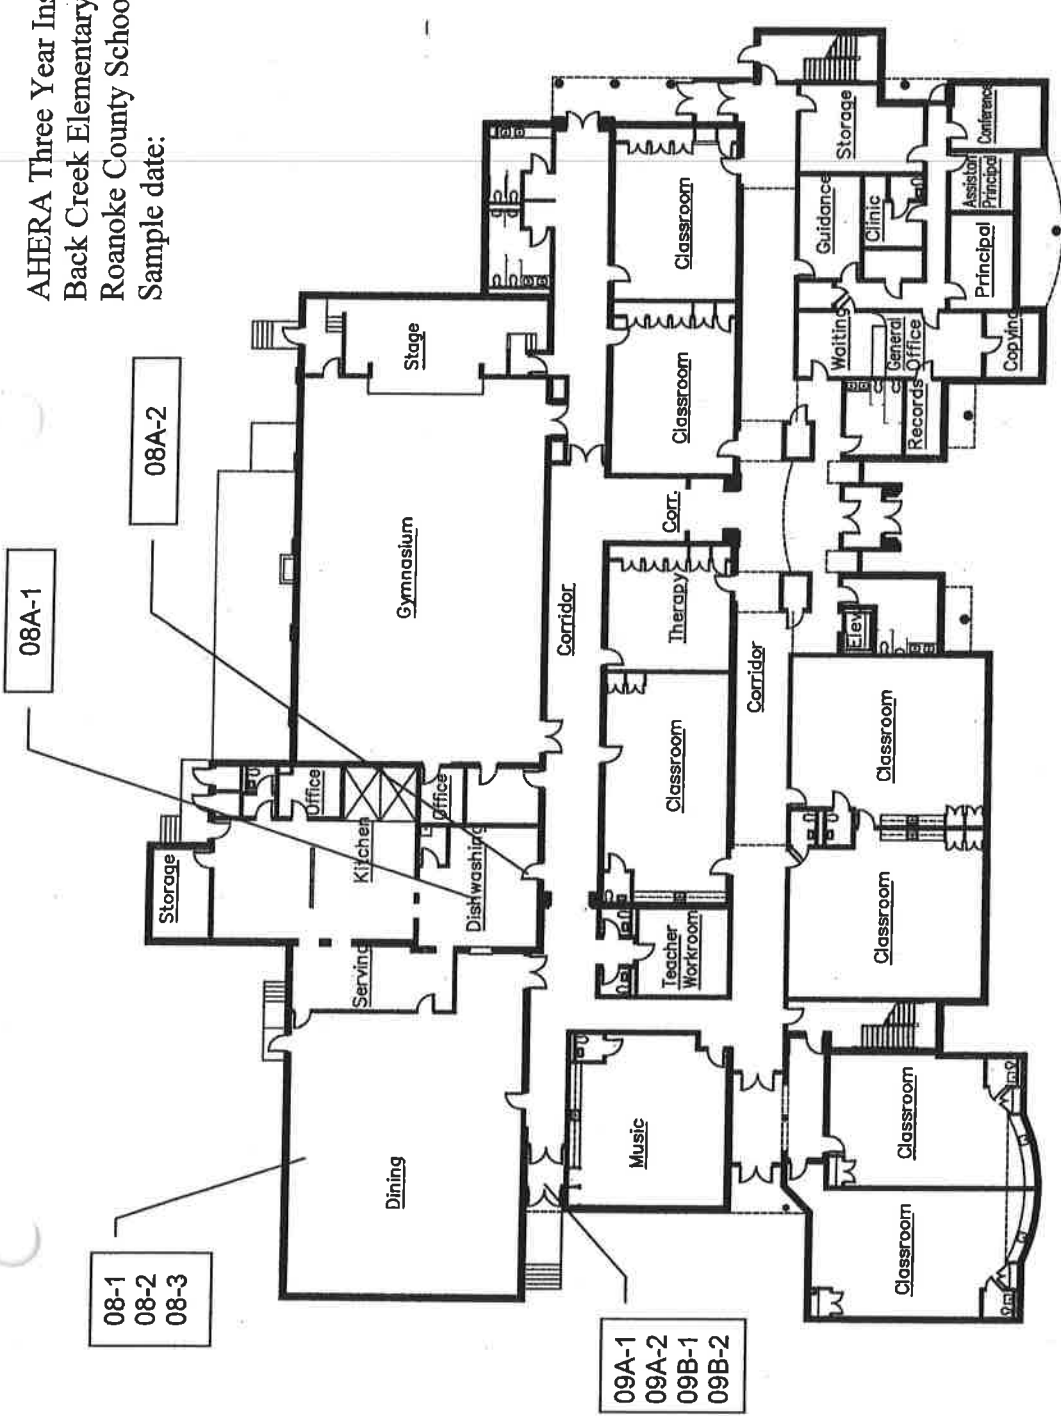 AHERA Three Year Ins
Back Creek Elementary
Roanoke County Schoo
Sample date:
08A-2
08A-1
08-1
08-2
08-3
09A-1
09A-2
09B-1
09B-2
Storage
Kitchen
Office
Office
Dishwashing
Serving
Dining
Gymnasium
Stage
Corridor
Corr.
Classroom
Classroom
Therapy
Classroom
Teacher
Workroom
Music
Corridor
Storage
Guidance
Clinic
Conference
Assistan
Principal
Principal
Waiting
General
Office
Copying
Records
Elev
Classroom
Classroom
Classroom
Classroom